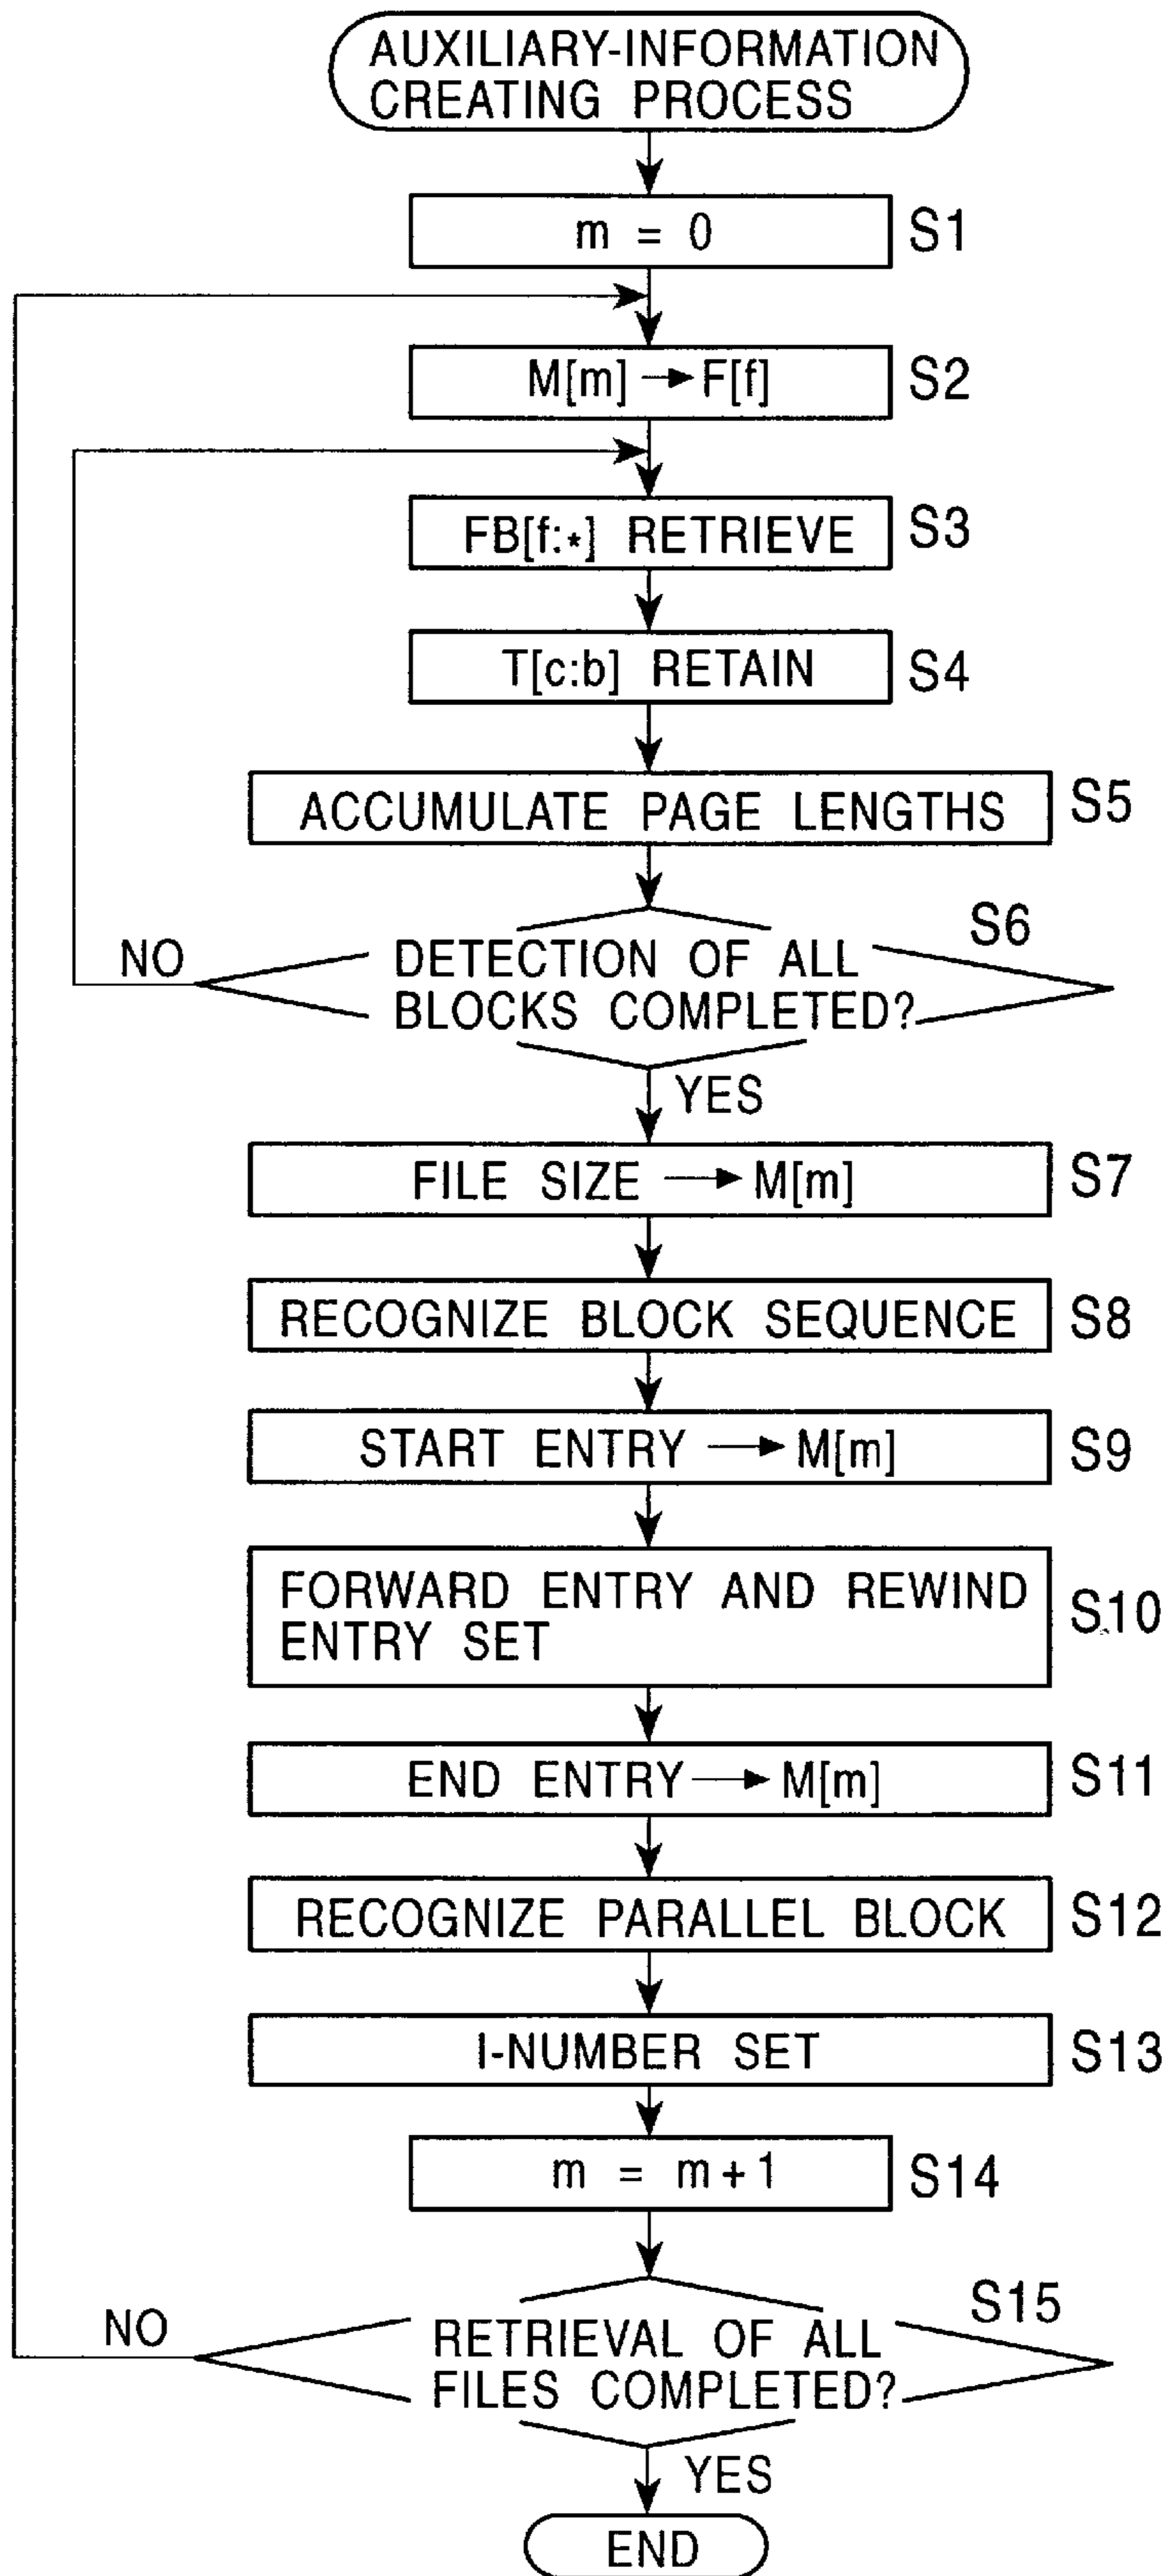 AUXILIARY-INFORMATION
CREATING PROCESS
m = 0 S1
M[m] → F[f] S2
FB[f:*] RETRIEVE S3
T[c:b] RETAIN S4
ACCUMULATE PAGE LENGTHS S5
S6
NO DETECTION OF ALL
BLOCKS COMPLETED?
YES
FILE SIZE → M[m] S7
RECOGNIZE BLOCK SEQUENCE S8
START ENTRY → M[m] S9
FORWARD ENTRY AND REWIND
ENTRY SET S10
END ENTRY → M[m] S11
RECOGNIZE PARALLEL BLOCK S12
I-NUMBER SET S13
m = m+1 S14
S15
NO RETRIEVAL OF ALL
FILES COMPLETED?
YES
END